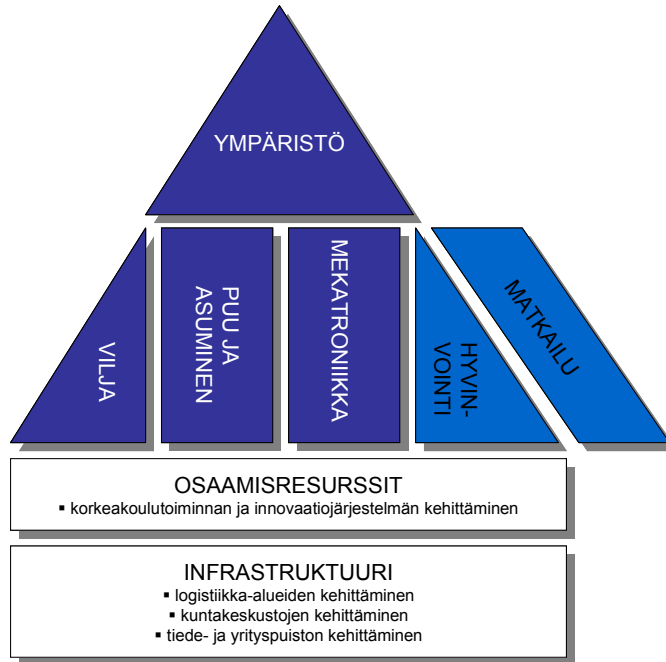 YMPÄRISTÖ
VILJA
PUU JA
ASUMINEN
MEKATRONIIKKA
HYVIN-
VOINTI
MATKAILU
OSAAMISRESURSSIT
▪ korkeakoulutoiminnan ja innovaatiojärjestelmän kehittäminen
INFRASTRUKTUURI
▪ logistiikka-alueiden kehittäminen
▪ kuntakeskustojen kehittäminen
▪ tiede- ja yrityspuiston kehittäminen